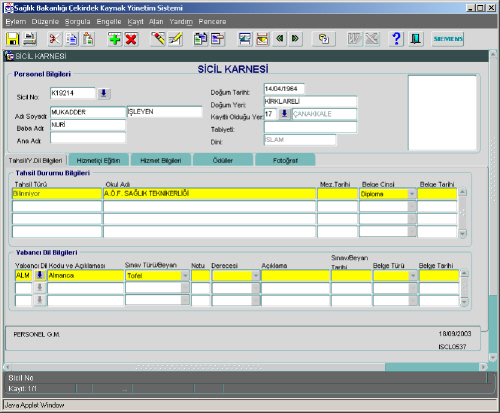 Sağlık Bakanlığı Çekirdek Kaynak Yönetim Sistemi
Eylem Düzenle Sorgula Engelle Kayıt Alan Yardım Pencere
SIEMENS
SİCİL KARNESİ
SİCİL KARNESİ
Personel Bilgileri
Sicil No: K19214
Adı Soyadı: MUKADDER İŞLEYEN
Baba Adı: NURİ
Ana Adı:
Doğum Tarihi: 14/04/1964
Doğum Yeri: KIRKLARELİ
Kayıtlı Olduğu Yer: 17 ÇANAKKALE
Tabiyeti:
Dini: İSLAM
Tahsil/Y.Dil Bilgileri Hizmetiçi Eğitim Hizmet Bilgileri Ödüller Fotoğraf
Tahsil Durumu Bilgileri
Tahsil Türü Okul Adı Mez.Tarihi Belge Cinsi Belge Tarihi
Bilinmiyor A.Ö.F. SAĞLIK TEKNİKERLİĞİ Diploma
Yabancı Dil Bilgileri
Yabancı Dil Kodu ve Açıklaması Sınav Türü/Beyan Notu Derecesi Açıklama Sınav/Beyan Tarihi Belge Türü Belge Tarihi
ALM Almanca Tofel
PERSONEL G.M. 18/09/2003
ISCL0537
Sicil No
Kayıt: 1/1 ...
Java Applet Window